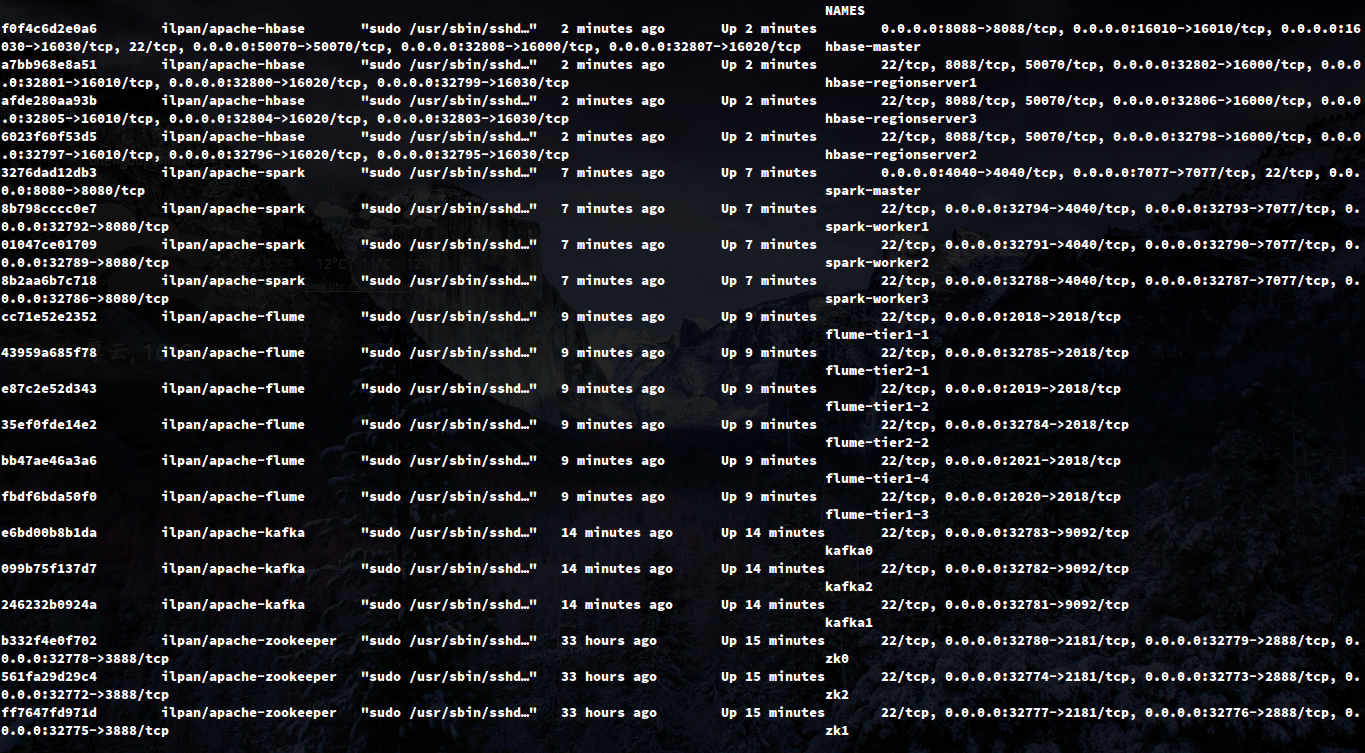 NAMES
f0f4c6d2e0a6 ilpan/apache-hbase "sudo /usr/sbin/sshd…" 2 minutes ago Up 2 minutes 0.0.0.0:8088->8088/tcp, 0.0.0.0:16010->16010/tcp, 0.0.0.0:16
030->16030/tcp, 22/tcp, 0.0.0.0:50070->50070/tcp, 0.0.0.0:32808->16000/tcp, 0.0.0.0:32807->16020/tcp hbase-master
a7bb968e8a51 ilpan/apache-hbase "sudo /usr/sbin/sshd…" 2 minutes ago Up 2 minutes 22/tcp, 8088/tcp, 50070/tcp, 0.0.0.0:32802->16000/tcp, 0.0.0
.0:32801->16010/tcp, 0.0.0.0:32800->16020/tcp, 0.0.0.0:32799->16030/tcp hbase-regionserver1
afde280aa93b ilpan/apache-hbase "sudo /usr/sbin/sshd…" 2 minutes ago Up 2 minutes 22/tcp, 8088/tcp, 50070/tcp, 0.0.0.0:32806->16000/tcp, 0.0.0
.0:32805->16010/tcp, 0.0.0.0:32804->16020/tcp, 0.0.0.0:32803->16030/tcp hbase-regionserver3
6023f60f53d5 ilpan/apache-hbase "sudo /usr/sbin/sshd…" 2 minutes ago Up 2 minutes 22/tcp, 8088/tcp, 50070/tcp, 0.0.0.0:32798->16000/tcp, 0.0.0
.0:32797->16010/tcp, 0.0.0.0:32796->16020/tcp, 0.0.0.0:32795->16030/tcp hbase-regionserver2
3276dad12db3 ilpan/apache-spark "sudo /usr/sbin/sshd…" 7 minutes ago Up 7 minutes 0.0.0.0:4040->4040/tcp, 0.0.0.0:7077->7077/tcp, 22/tcp, 0.0.
0.0:8080->8080/tcp spark-master
8b798cccc0e7 ilpan/apache-spark "sudo /usr/sbin/sshd…" 7 minutes ago Up 7 minutes 22/tcp, 0.0.0.0:32794->4040/tcp, 0.0.0.0:32793->7077/tcp, 0.
0.0.0:32792->8080/tcp spark-worker1
01047ce01709 ilpan/apache-spark "sudo /usr/sbin/sshd…" 7 minutes ago Up 7 minutes 22/tcp, 0.0.0.0:32791->4040/tcp, 0.0.0.0:32790->7077/tcp, 0.
0.0.0:32789->8080/tcp spark-worker2
8b2aa6b7c718 ilpan/apache-spark "sudo /usr/sbin/sshd…" 7 minutes ago Up 7 minutes 22/tcp, 0.0.0.0:32788->4040/tcp, 0.0.0.0:32787->7077/tcp, 0.
0.0.0:32786->8080/tcp spark-worker3
cc71e52e2352 ilpan/apache-flume "sudo /usr/sbin/sshd…" 9 minutes ago Up 9 minutes 22/tcp, 0.0.0.0:2018->2018/tcp
flume-tier1-1
43959a685f78 ilpan/apache-flume "sudo /usr/sbin/sshd…" 9 minutes ago Up 9 minutes 22/tcp, 0.0.0.0:32785->2018/tcp
flume-tier2-1
e87c2e52d343 ilpan/apache-flume "sudo /usr/sbin/sshd…" 9 minutes ago Up 9 minutes 22/tcp, 0.0.0.0:2019->2018/tcp
flume-tier1-2
35ef0fde14e2 ilpan/apache-flume "sudo /usr/sbin/sshd…" 9 minutes ago Up 9 minutes 22/tcp, 0.0.0.0:32784->2018/tcp
flume-tier2-2
bb47ae46a3a6 ilpan/apache-flume "sudo /usr/sbin/sshd…" 9 minutes ago Up 9 minutes 22/tcp, 0.0.0.0:2021->2018/tcp
flume-tier1-4
fbdf6bda50f0 ilpan/apache-flume "sudo /usr/sbin/sshd…" 9 minutes ago Up 9 minutes 22/tcp, 0.0.0.0:2020->2018/tcp
flume-tier1-3
e6bd00b8b1da ilpan/apache-kafka "sudo /usr/sbin/sshd…" 14 minutes ago Up 14 minutes 22/tcp, 0.0.0.0:32783->9092/tcp
kafka0
099b75f137d7 ilpan/apache-kafka "sudo /usr/sbin/sshd…" 14 minutes ago Up 14 minutes 22/tcp, 0.0.0.0:32782->9092/tcp
kafka2
246232b0924a ilpan/apache-kafka "sudo /usr/sbin/sshd…" 14 minutes ago Up 14 minutes 22/tcp, 0.0.0.0:32781->9092/tcp
kafka1
b332f4e0f702 ilpan/apache-zookeeper "sudo /usr/sbin/sshd…" 33 hours ago Up 15 minutes 22/tcp, 0.0.0.0:32780->2181/tcp, 0.0.0.0:32779->2888/tcp, 0.
0.0.0:32778->3888/tcp zk0
561fa29d29c4 ilpan/apache-zookeeper "sudo /usr/sbin/sshd…" 33 hours ago Up 15 minutes 22/tcp, 0.0.0.0:32774->2181/tcp, 0.0.0.0:32773->2888/tcp, 0.
0.0.0:32772->3888/tcp zk2
ff7647fd971d ilpan/apache-zookeeper "sudo /usr/sbin/sshd…" 33 hours ago Up 15 minutes 22/tcp, 0.0.0.0:32777->2181/tcp, 0.0.0.0:32776->2888/tcp, 0.
0.0.0:32775->3888/tcp zk1